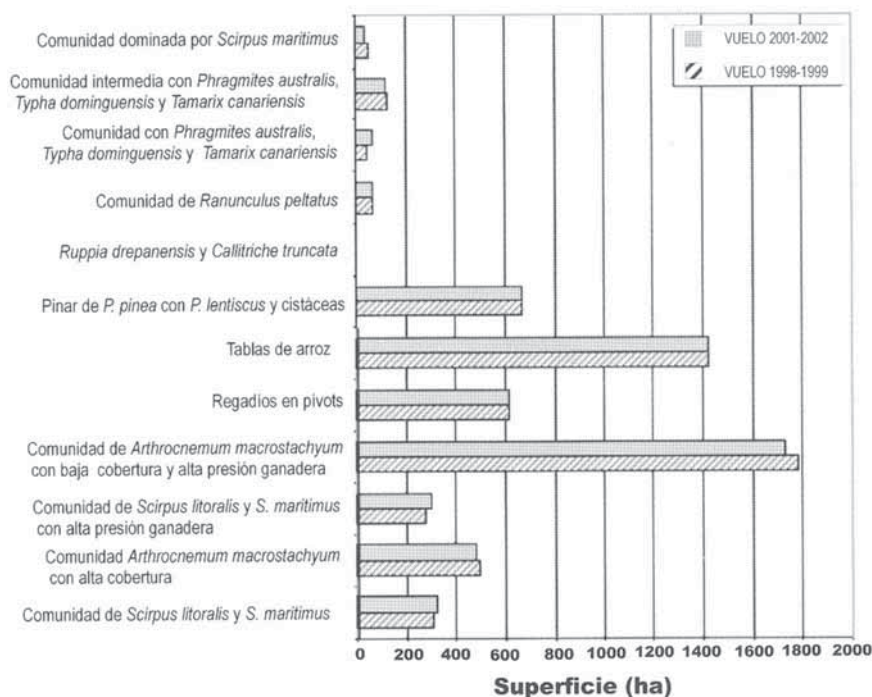 Comunidad dominada por Scirpus maritimus
Comunidad intermedia con Phragmites australis,
Typha dominguensis y Tamarix canariensis
Comunidad con Phragmites australis,
Typha dominguensis y Tamarix canariensis
Comunidad de Ranunculus peltatus
Ruppia drepanensis y Callitriche truncata
Pinar de P. pinea con P. lentiscus y cistáceas
Tablas de arroz
Regadios en pivots
Comunidad de Arthrocnemum macrostachyum
con baja cobertura y alta presión ganadera
Comunidad de Scirpus litoralis y S. maritimus
con alta presión ganadera
Comunidad Arthrocnemum macrostachyum
con alta cobertura
Comunidad de Scirpus litoralis y S. maritimus
VUELO 2001-2002
VUELO 1998-1999
0 200 400 600 800 1000 1200 1400 1600 1800 2000
Superficie (ha)